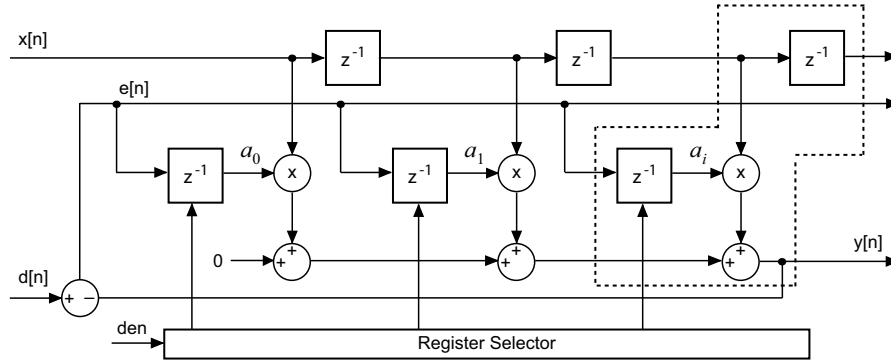 x[n]
z⁻¹
z⁻¹
z⁻¹
e[n]
z⁻¹
a₀
x
z⁻¹
a₁
x
z⁻¹
aᵢ
x
0
+ +
+ +
+ +
y[n]
d[n]
+ −
den
Register Selector